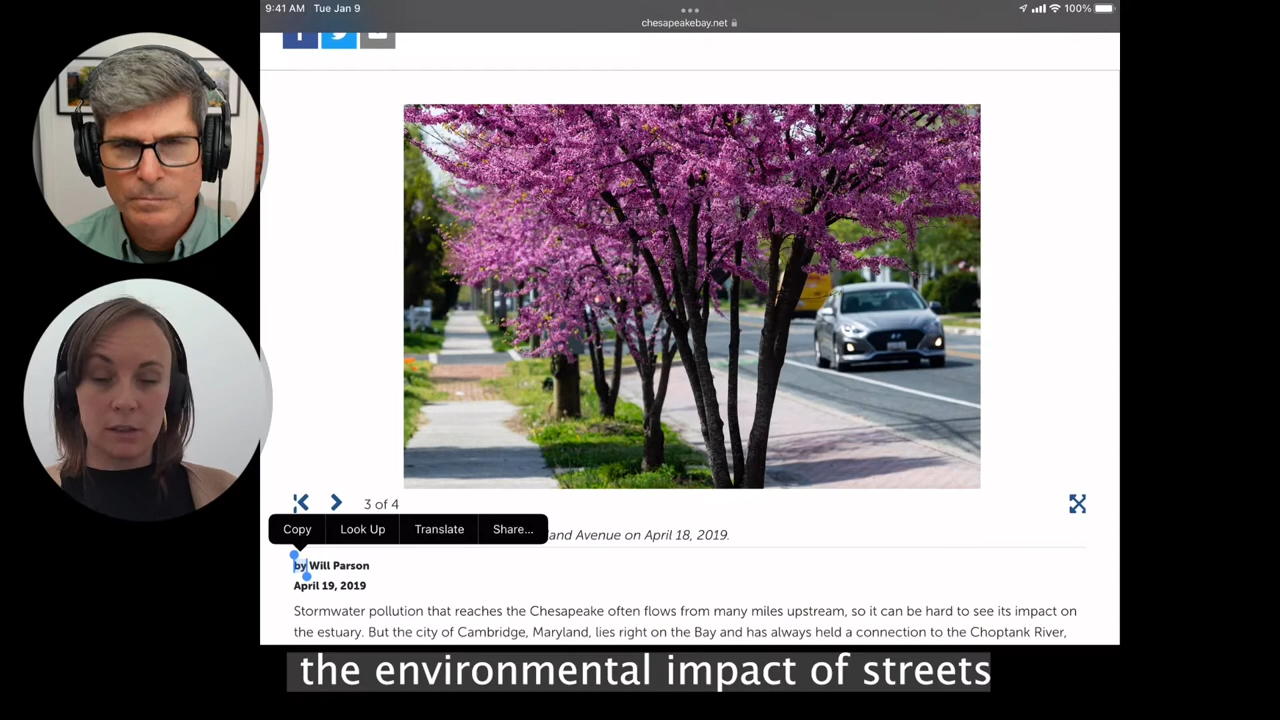 9:41 AM Tue Jan 9
100%
chesapeakebay.net
3 of 4
Copy Look Up Translate Share...
Avenue on April 18, 2019.
by Will Parson
April 19, 2019
Stormwater pollution that reaches the Chesapeake often flows from many miles upstream, so it can be hard to see its impact on
the estuary. But the city of Cambridge, Maryland, lies right on the Bay and has always held a connection to the Choptank River,
the environmental impact of streets